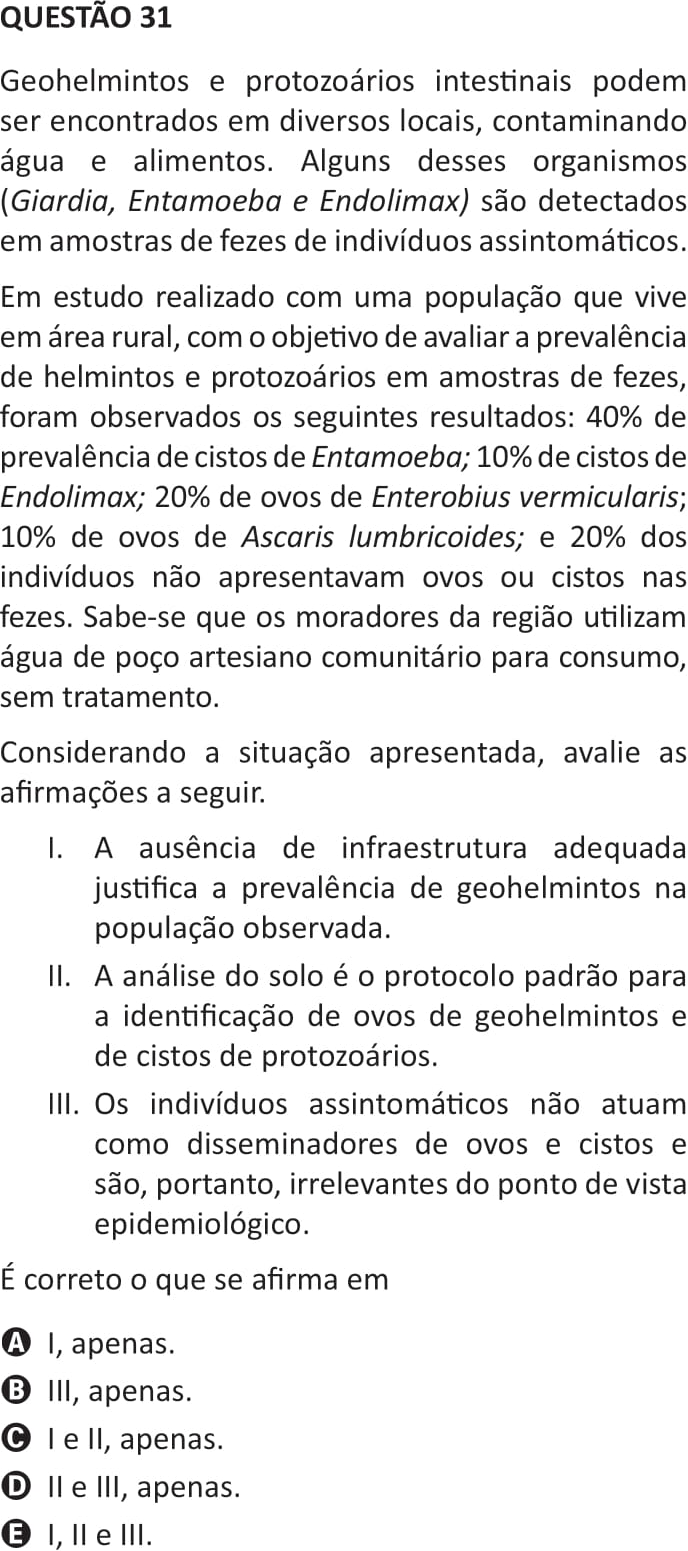 QUESTÃO 31
Geohelmintos e protozoários intestinais podem
ser encontrados em diversos locais, contaminando
água e alimentos. Alguns desses organismos
(Giardia, Entamoeba e Endolimax) são detectados
em amostras de fezes de indivíduos assintomáticos.
Em estudo realizado com uma população que vive
em área rural, com o objetivo de avaliar a prevalência
de helmintos e protozoários em amostras de fezes,
foram observados os seguintes resultados: 40% de
prevalência de cistos de Entamoeba; 10% de cistos de
Endolimax; 20% de ovos de Enterobius vermicularis;
10% de ovos de Ascaris lumbricoides; e 20% dos
indivíduos não apresentavam ovos ou cistos nas
fezes. Sabe-se que os moradores da região utilizam
água de poço artesiano comunitário para consumo,
sem tratamento.
Considerando a situação apresentada, avalie as
afirmações a seguir.
I. A ausência de infraestrutura adequada
justifica a prevalência de geohelmintos na
população observada.
II. A análise do solo é o protocolo padrão para
a identificação de ovos de geohelmintos e
de cistos de protozoários.
III. Os indivíduos assintomáticos não atuam
como disseminadores de ovos e cistos e
são, portanto, irrelevantes do ponto de vista
epidemiológico.
É correto o que se afirma em
A I, apenas.
B III, apenas.
C I e II, apenas.
D II e III, apenas.
E I, II e III.